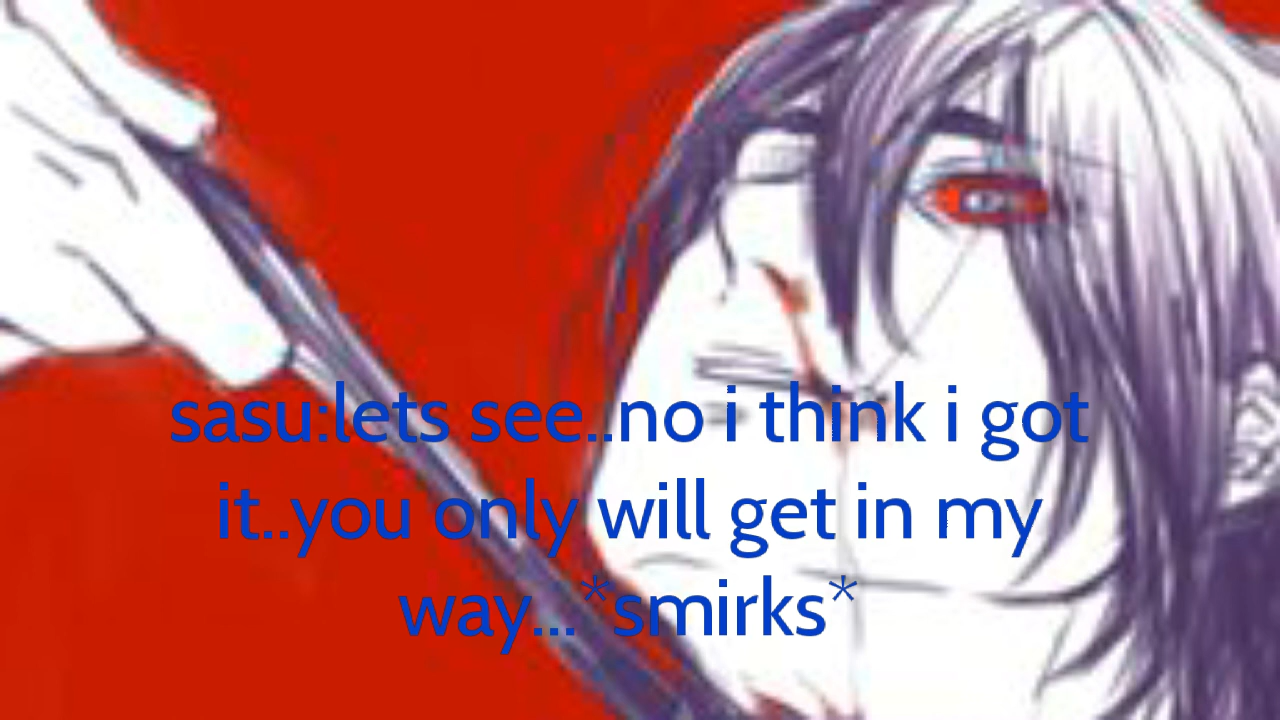 sasu:lets see..no i think i got
it..you only will get in my
way...*smirks*